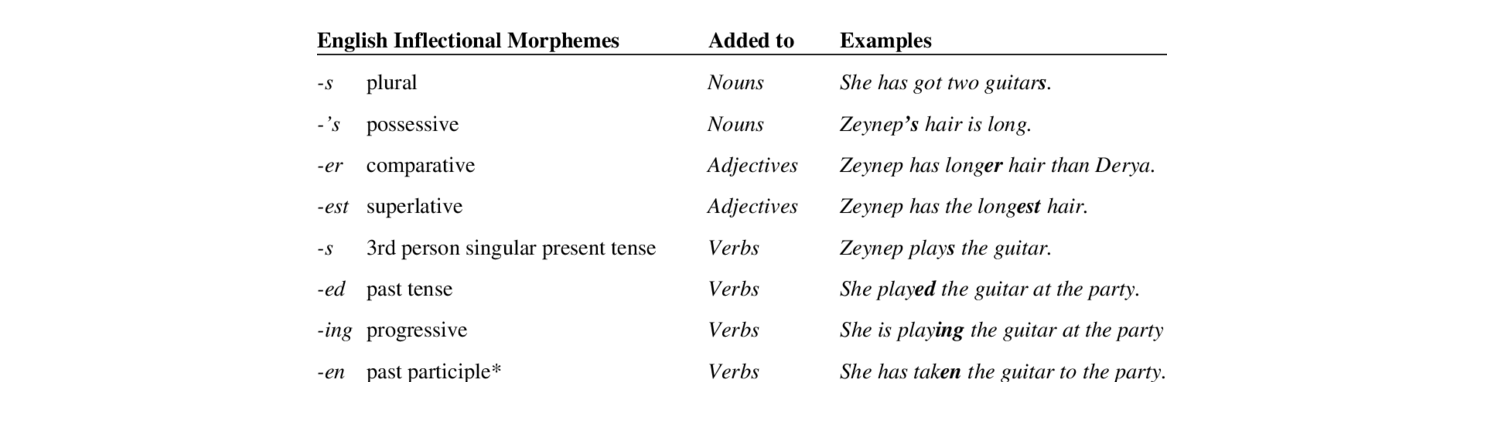 English Inflectional Morphemes Added to Examples
-s plural Nouns She has got two guitars.
-’s possessive Nouns Zeynep’s hair is long.
-er comparative Adjectives Zeynep has longer hair than Derya.
-est superlative Adjectives Zeynep has the longest hair.
-s 3rd person singular present tense Verbs Zeynep plays the guitar.
-ed past tense Verbs She played the guitar at the party.
-ing progressive Verbs She is playing the guitar at the party
-en past participle* Verbs She has taken the guitar to the party.